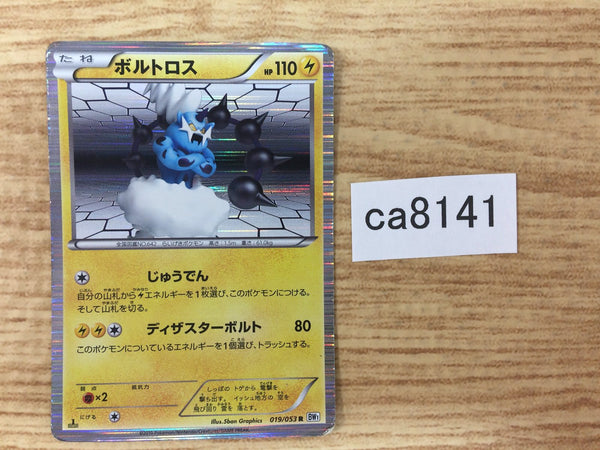 たね
ボルトロス
HP 110
全国図鑑NO.642 らいげきポケモン 高さ:1.5m 重さ:61.0kg
じゅうでん
自分の山札からエネルギーを1枚選び、このポケモンにつける。
そして山札を切る。
ディザスターボルト 80
このポケモンについているエネルギーを1個選び、トラッシュする。
弱点 抵抗力
×2
にげる
しっぽの トゲから 電撃を
撃ち出す。 イッシュ地方の 空を
飛び回り 雷を 落とす。
Illus. 5ban Graphics
019/053 R BW1
ca8141